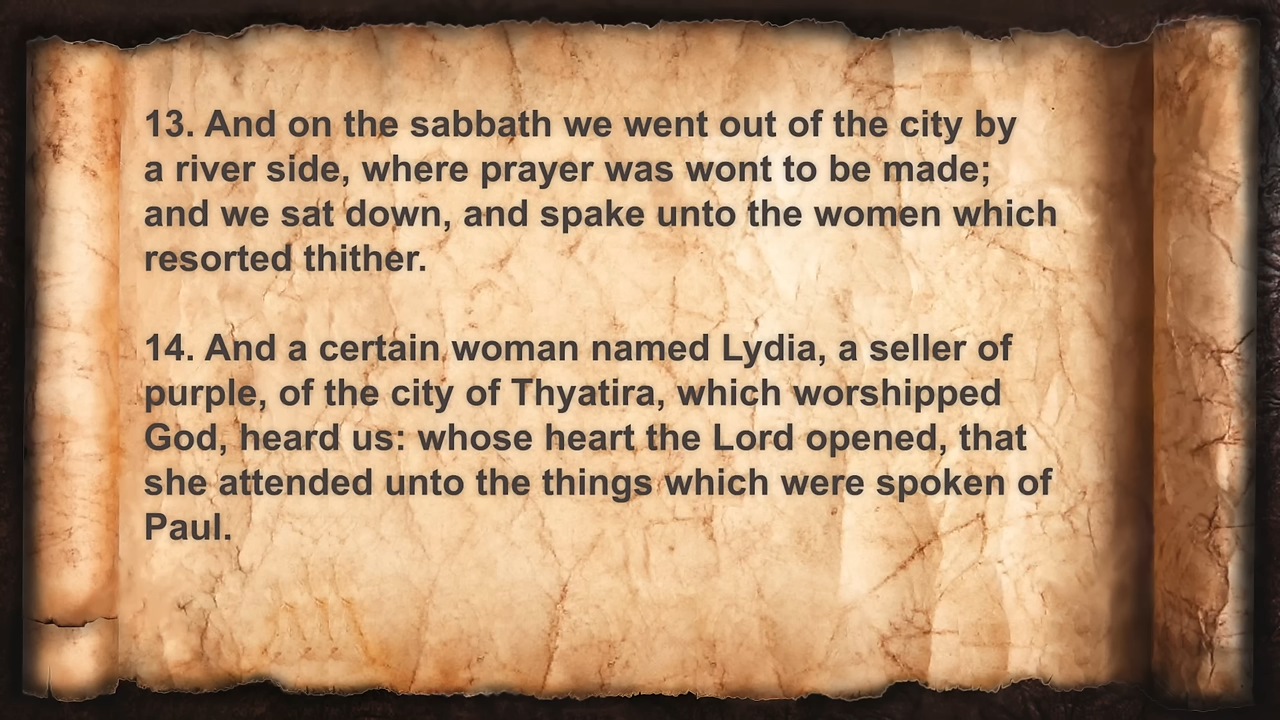 13. And on the sabbath we went out of the city by
a river side, where prayer was wont to be made;
and we sat down, and spake unto the women which
resorted thither.
14. And a certain woman named Lydia, a seller of
purple, of the city of Thyatira, which worshipped
God, heard us: whose heart the Lord opened, that
she attended unto the things which were spoken of
Paul.